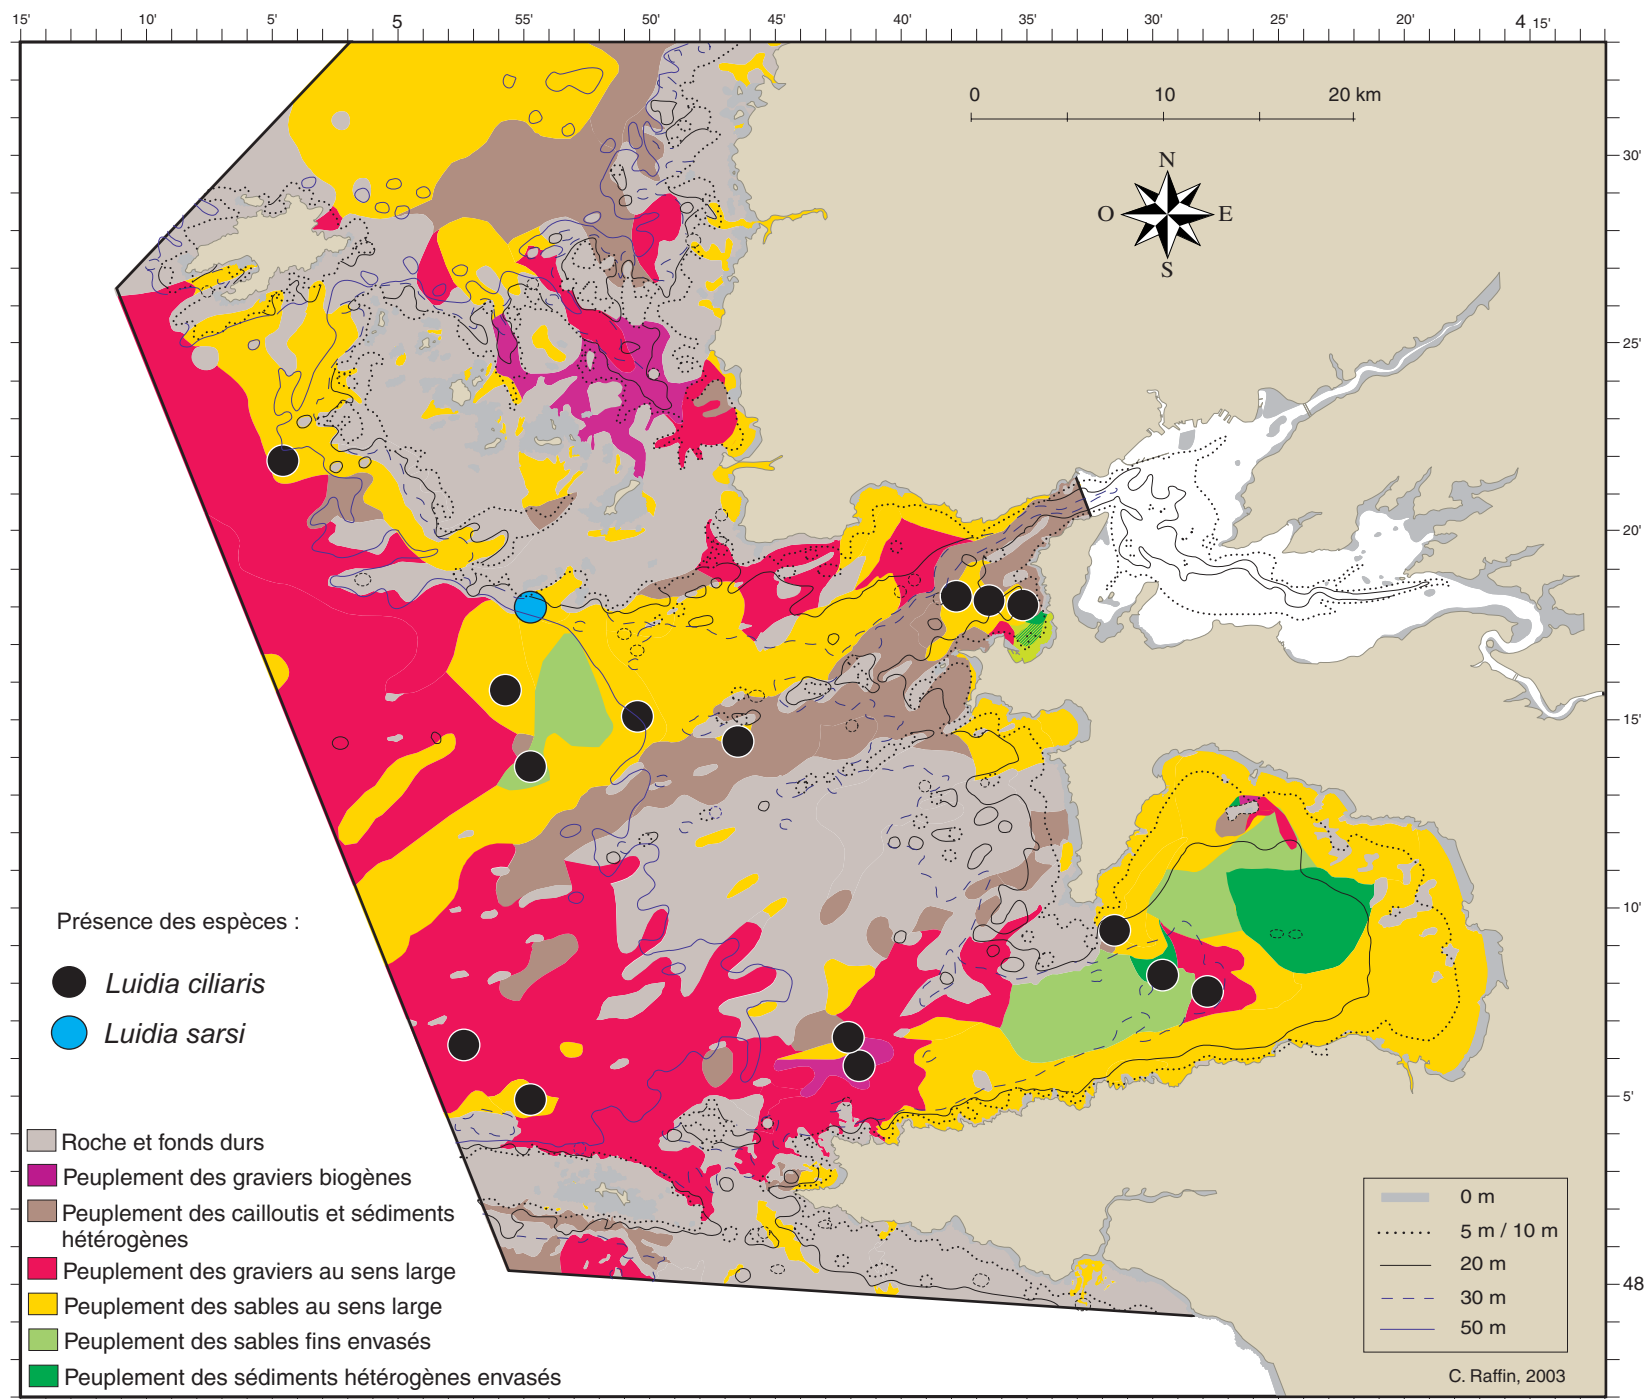 15' 10' 5' 5 55' 50' 45' 40' 35' 30' 25' 20' 4 15'
0 10 20 km
N
O E
S
30'
25'
20'
15'
10'
5'
48
Présence des espèces :
Luidia ciliaris
Luidia sarsi
Roche et fonds durs
Peuplement des graviers biogènes
Peuplement des cailloutis et sédiments
hétérogènes
Peuplement des graviers au sens large
Peuplement des sables au sens large
Peuplement des sables fins envasés
Peuplement des sédiments hétérogènes envasés
0 m
5 m / 10 m
20 m
30 m
50 m
C. Raffin, 2003